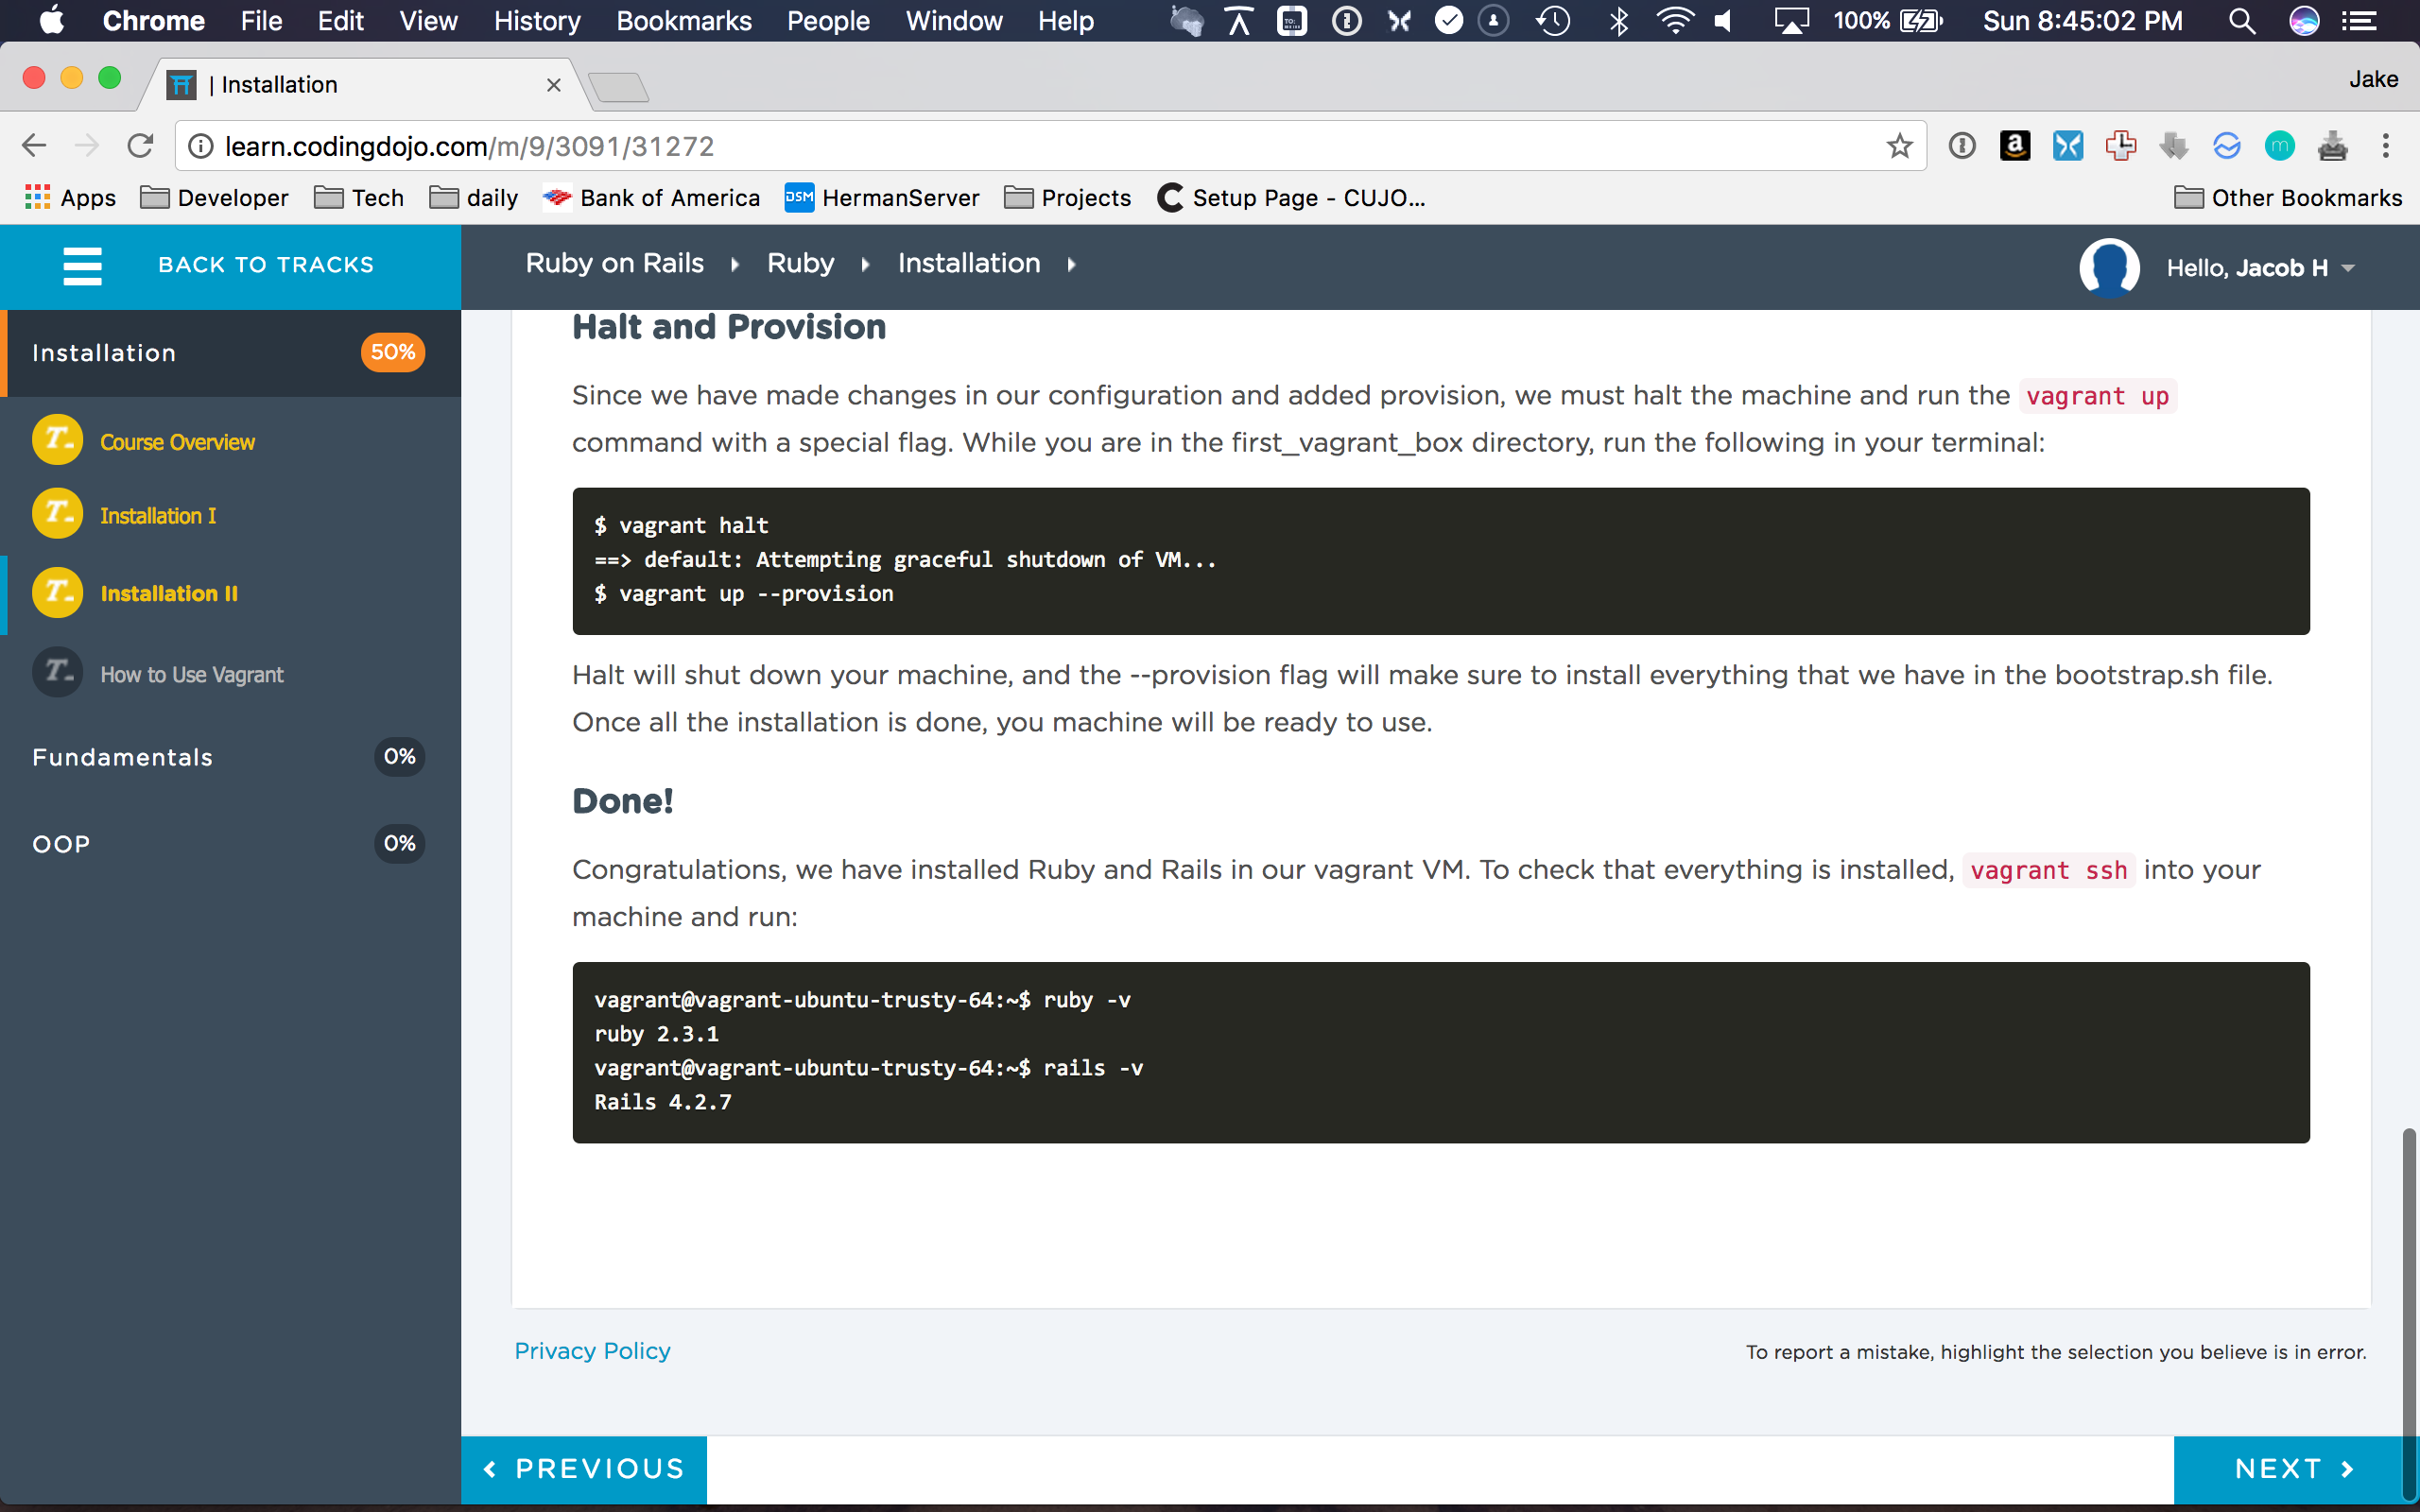 Chrome File Edit View History Bookmarks People Window Help 100% Sun 8:45:02 PM
| Installation Jake
learn.codingdojo.com/m/9/3091/31272
Apps Developer Tech daily Bank of America DSM HermanServer Projects Setup Page - CUJO... Other Bookmarks
BACK TO TRACKS Ruby on Rails Ruby Installation Hello, Jacob H
Installation 50%
Course Overview
Installation I
Installation II
How to Use Vagrant
Fundamentals 0%
OOP 0%
Halt and Provision
Since we have made changes in our configuration and added provision, we must halt the machine and run the vagrant up
command with a special flag. While you are in the first_vagrant_box directory, run the following in your terminal:
$ vagrant halt
==> default: Attempting graceful shutdown of VM...
$ vagrant up --provision
Halt will shut down your machine, and the --provision flag will make sure to install everything that we have in the bootstrap.sh file.
Once all the installation is done, you machine will be ready to use.
Done!
Congratulations, we have installed Ruby and Rails in our vagrant VM. To check that everything is installed, vagrant ssh into your
machine and run:
vagrant@vagrant-ubuntu-trusty-64:~$ ruby -v
ruby 2.3.1
vagrant@vagrant-ubuntu-trusty-64:~$ rails -v
Rails 4.2.7
Privacy Policy To report a mistake, highlight the selection you believe is in error.
PREVIOUS NEXT